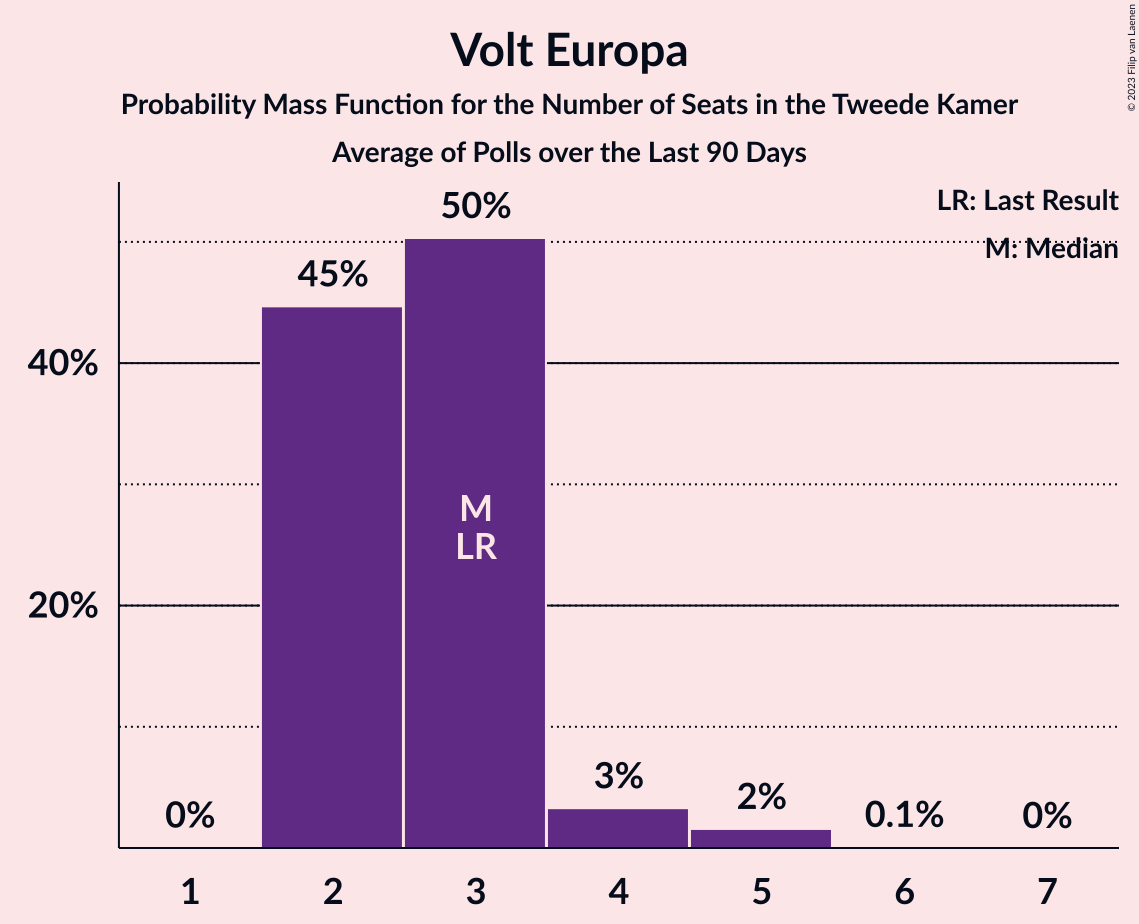 Volt Europa
Probability Mass Function for the Number of Seats in the Tweede Kamer
Average of Polls over the Last 90 Days
© 2023 Filip van Laenen
LR: Last Result
M: Median
50%
45%
40%
M
LR
20%
3%
2%
0%
0.1%
0%
1 2 3 4 5 6 7